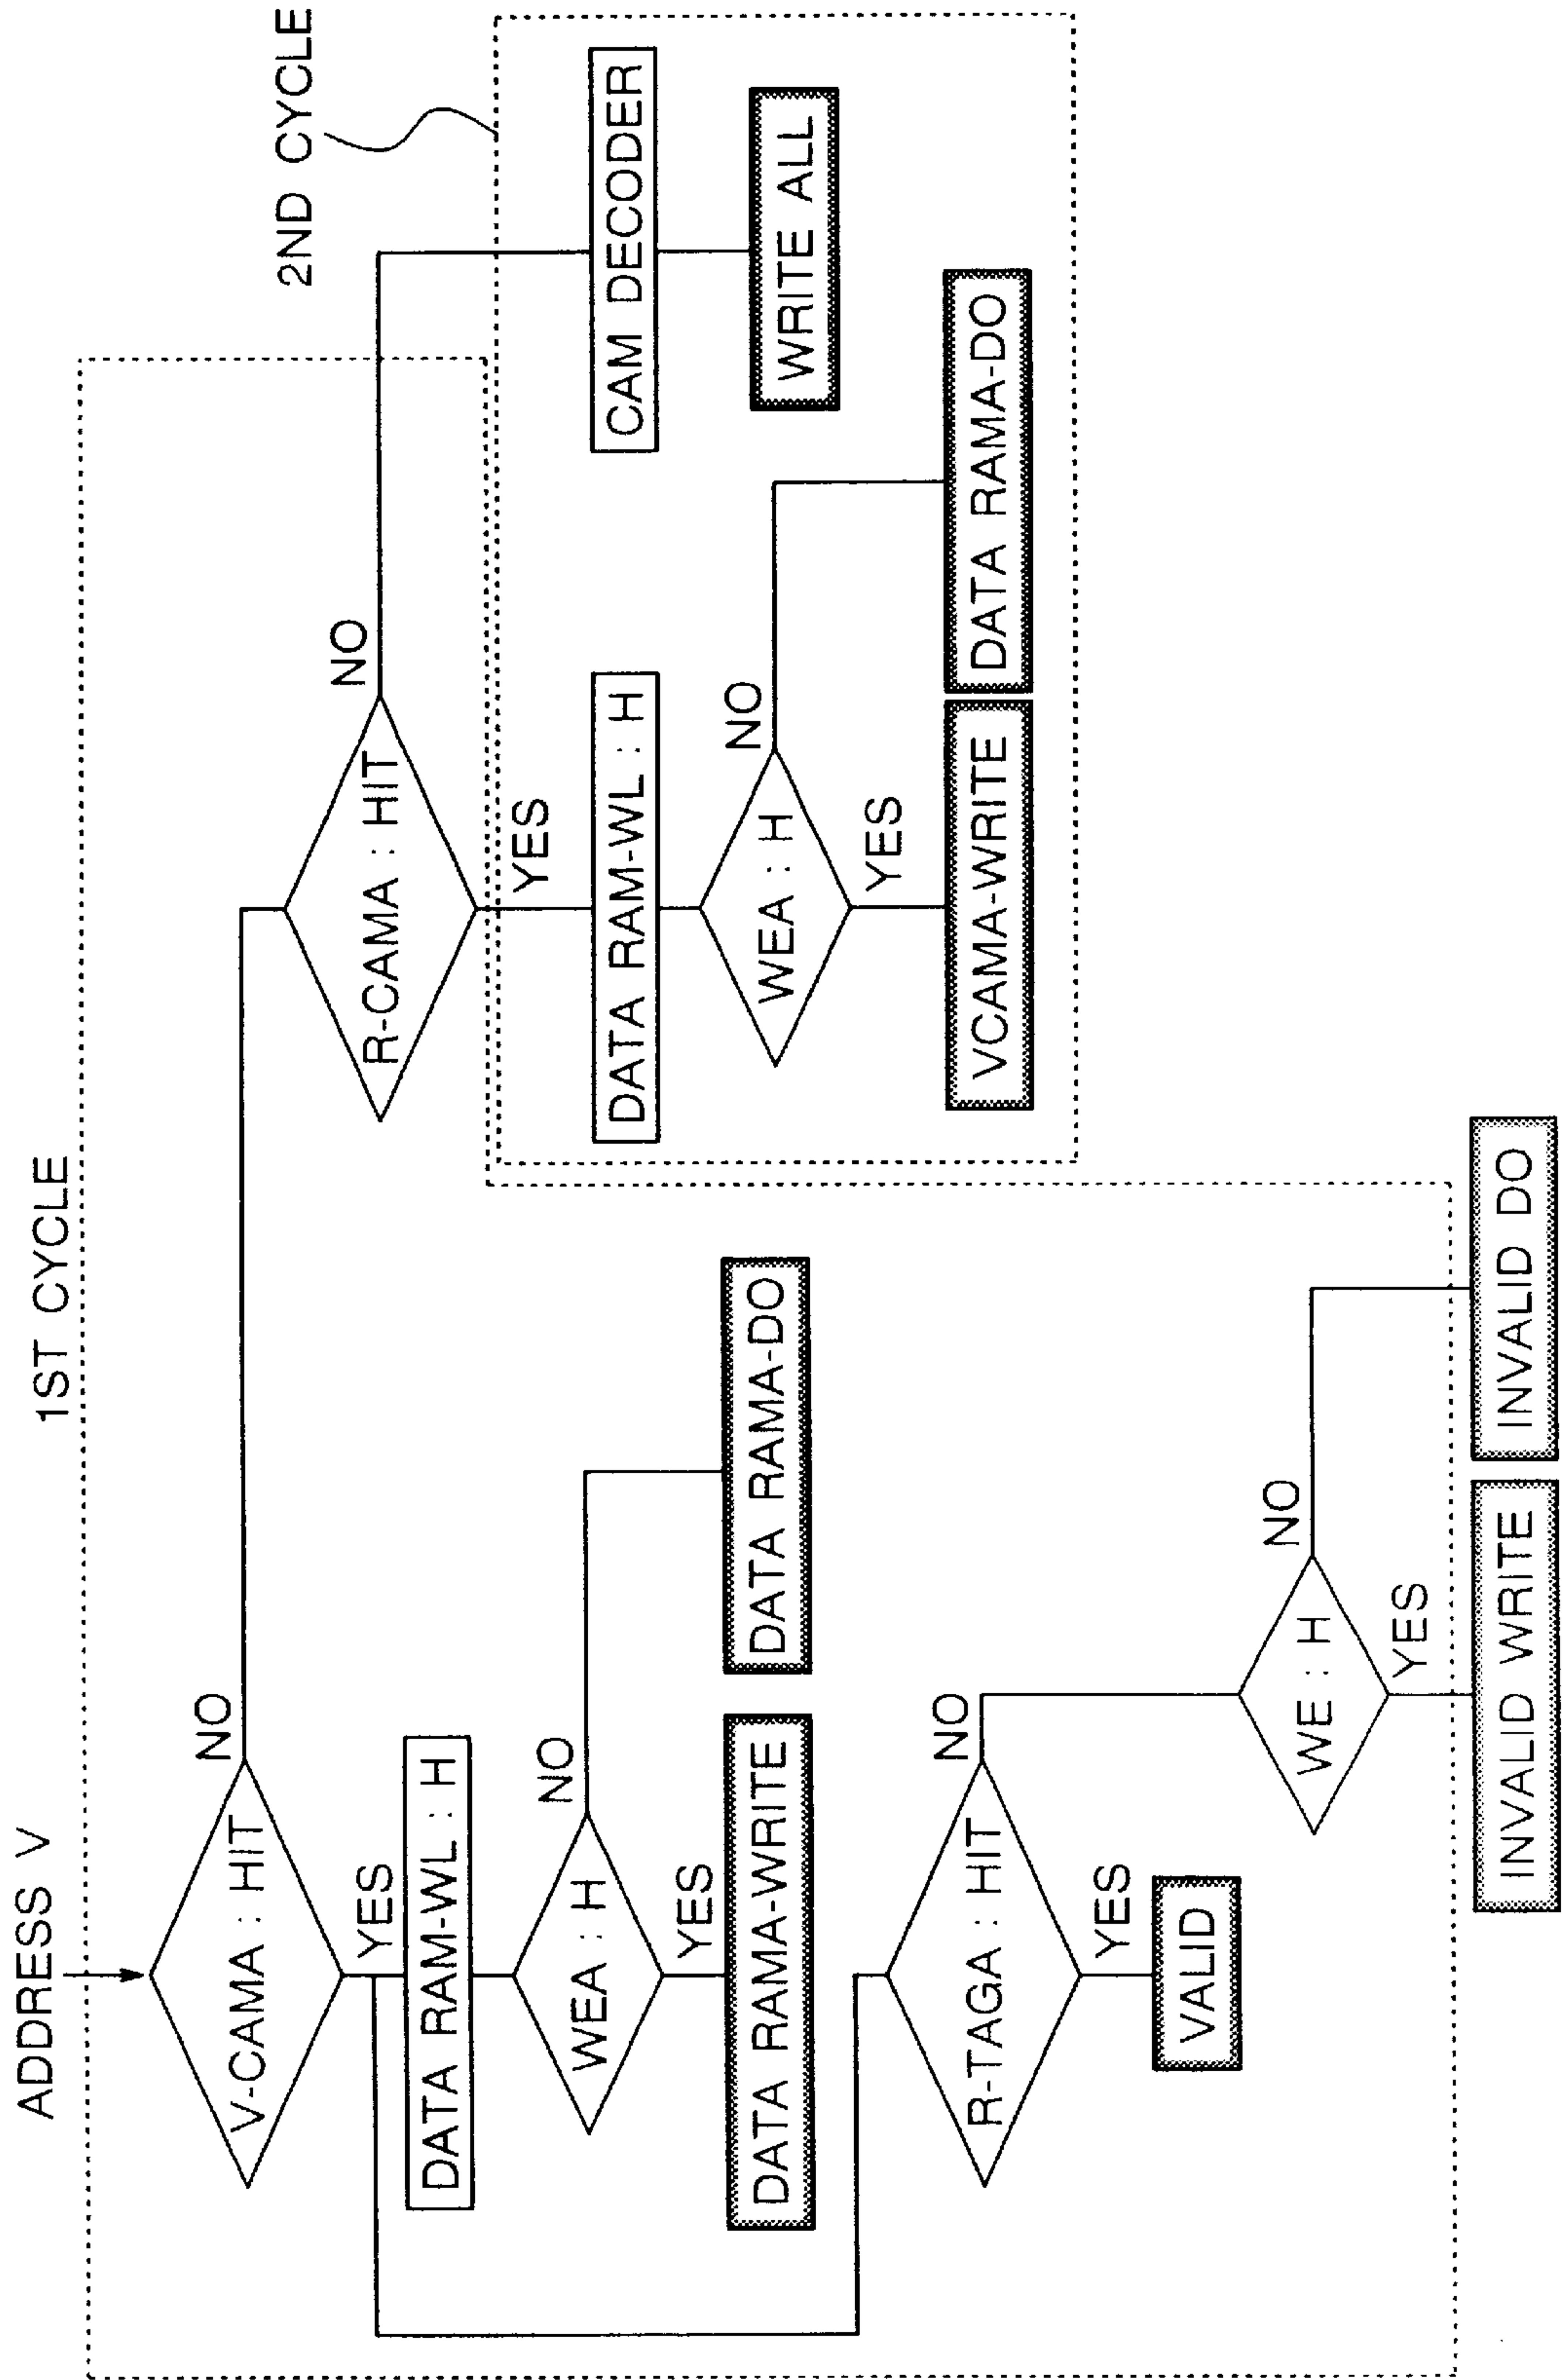 ADDRESS V
1ST CYCLE
V-CAMA : HIT
NO
YES
DATA RAM-WL : H
WEA : H
NO
YES
DATA RAMA-WRITE
DATA RAMA-DO
R-TAGA : HIT
NO
YES
VALID
WE : H
NO
YES
INVALID WRITE
INVALID DO
R-CAMA : HIT
NO
YES
2ND CYCLE
DATA RAM-WL : H
WEA : H
NO
YES
VCAMA-WRITE
DATA RAMA-DO
CAM DECODER
WRITE ALL